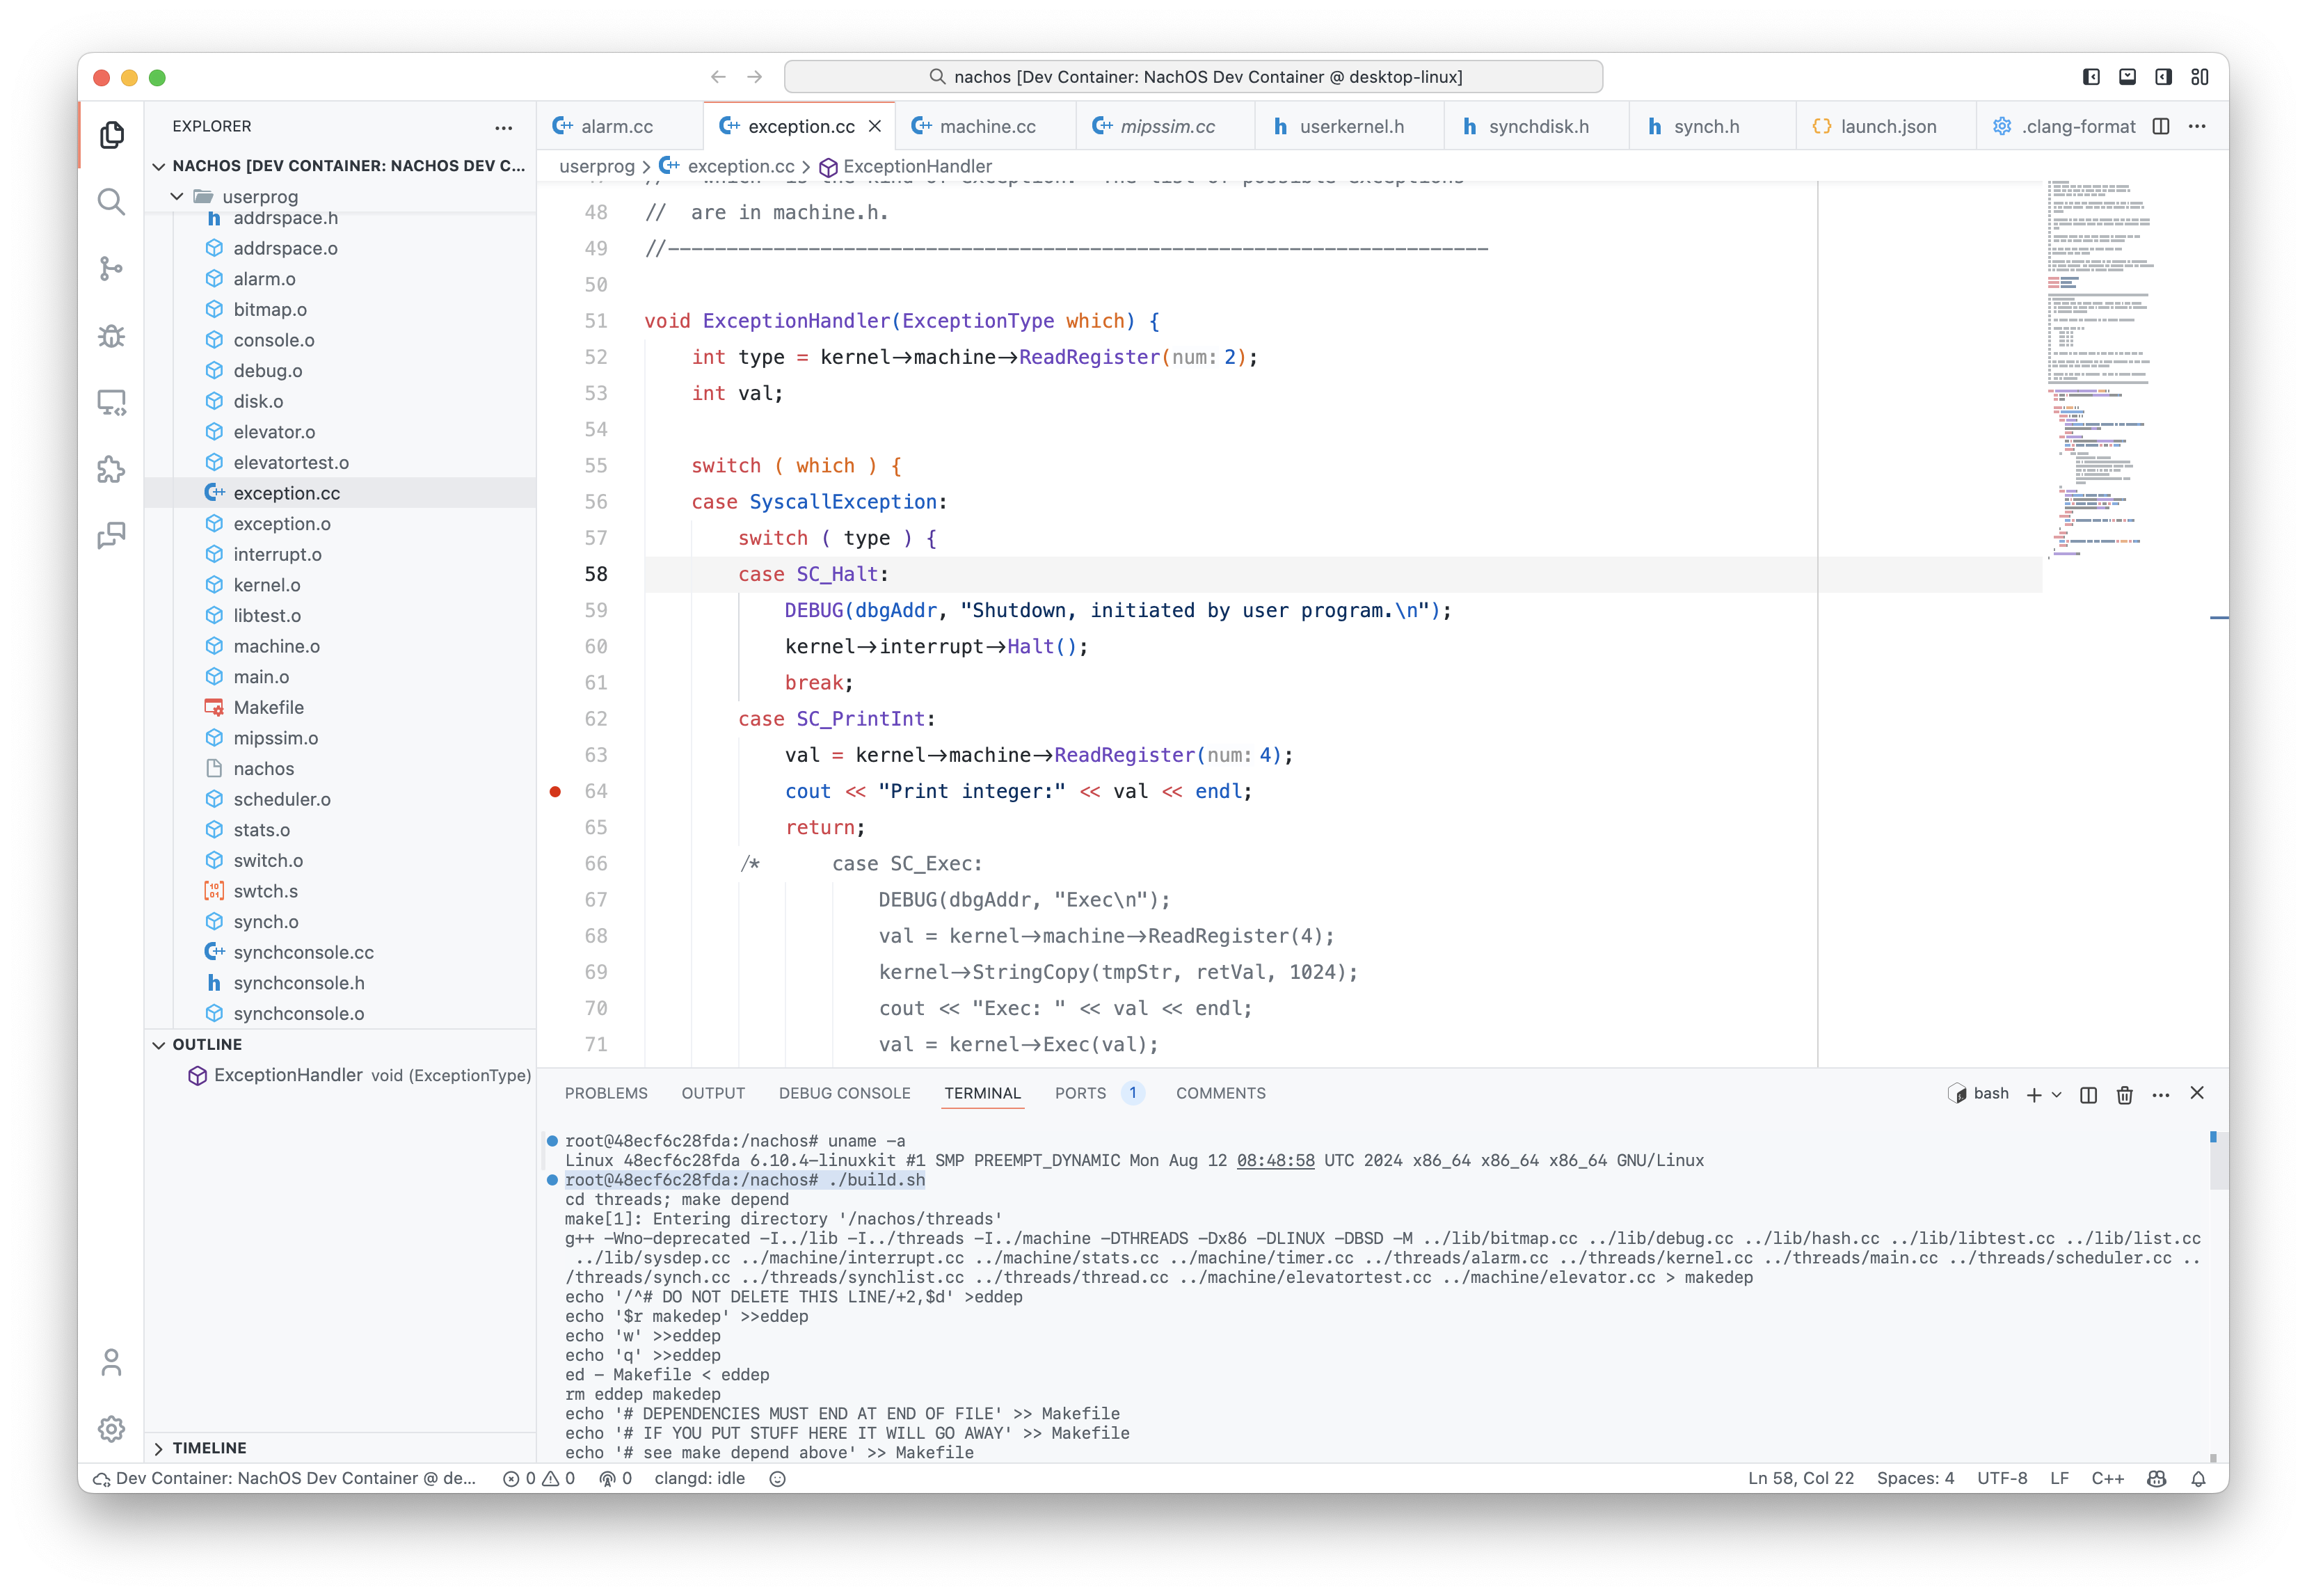 nachos [Dev Container: NachOS Dev Container @ desktop-linux]
EXPLORER
NACHOS [DEV CONTAINER: NACHOS DEV C...
userprog
addrspace.h
addrspace.o
alarm.o
bitmap.o
console.o
debug.o
disk.o
elevator.o
elevatortest.o
exception.cc
exception.o
interrupt.o
kernel.o
libtest.o
machine.o
main.o
Makefile
mipssim.o
nachos
scheduler.o
stats.o
switch.o
swtch.s
synch.o
synchconsole.cc
synchconsole.h
synchconsole.o
OUTLINE
ExceptionHandler void (ExceptionType)
TIMELINE
alarm.cc
exception.cc
machine.cc
mipssim.cc
userkernel.h
synchdisk.h
synch.h
launch.json
.clang-format
userprog > exception.cc > ExceptionHandler
48 // are in machine.h.
49 //----------------------------------------------------------------------
50
51 void ExceptionHandler(ExceptionType which) {
52 int type = kernel->machine->ReadRegister(num: 2);
53 int val;
54
55 switch ( which ) {
56 case SyscallException:
57 switch ( type ) {
58 case SC_Halt:
59 DEBUG(dbgAddr, "Shutdown, initiated by user program.\n");
60 kernel->interrupt->Halt();
61 break;
62 case SC_PrintInt:
63 val = kernel->machine->ReadRegister(num: 4);
64 cout << "Print integer:" << val << endl;
65 return;
66 /* case SC_Exec:
67 DEBUG(dbgAddr, "Exec\n");
68 val = kernel->machine->ReadRegister(4);
69 kernel->StringCopy(tmpStr, retVal, 1024);
70 cout << "Exec: " << val << endl;
71 val = kernel->Exec(val);
PROBLEMS OUTPUT DEBUG CONSOLE TERMINAL PORTS 1 COMMENTS
bash
root@48ecf6c28fda:/nachos# uname -a
Linux 48ecf6c28fda 6.10.4-linuxkit #1 SMP PREEMPT_DYNAMIC Mon Aug 12 08:48:58 UTC 2024 x86_64 x86_64 x86_64 GNU/Linux
root@48ecf6c28fda:/nachos# ./build.sh
cd threads; make depend
make[1]: Entering directory '/nachos/threads'
g++ -Wno-deprecated -I../lib -I../threads -I../machine -DTHREADS -Dx86 -DLINUX -DBSD -M ../lib/bitmap.cc ../lib/debug.cc ../lib/hash.cc ../lib/libtest.cc ../lib/list.cc
../lib/sysdep.cc ../machine/interrupt.cc ../machine/stats.cc ../machine/timer.cc ../threads/alarm.cc ../threads/kernel.cc ../threads/main.cc ../threads/scheduler.cc ..
/threads/synch.cc ../threads/synchlist.cc ../threads/thread.cc ../machine/elevatortest.cc ../machine/elevator.cc > makedep
echo '/^# DO NOT DELETE THIS LINE/+2,$d' >eddep
echo '$r makedep' >>eddep
echo 'w' >>eddep
echo 'q' >>eddep
ed - Makefile < eddep
rm eddep makedep
echo '# DEPENDENCIES MUST END AT END OF FILE' >> Makefile
echo '# IF YOU PUT STUFF HERE IT WILL GO AWAY' >> Makefile
echo '# see make depend above' >> Makefile
Dev Container: NachOS Dev Container @ de... 0 0 0 clangd: idle Ln 58, Col 22 Spaces: 4 UTF-8 LF C++